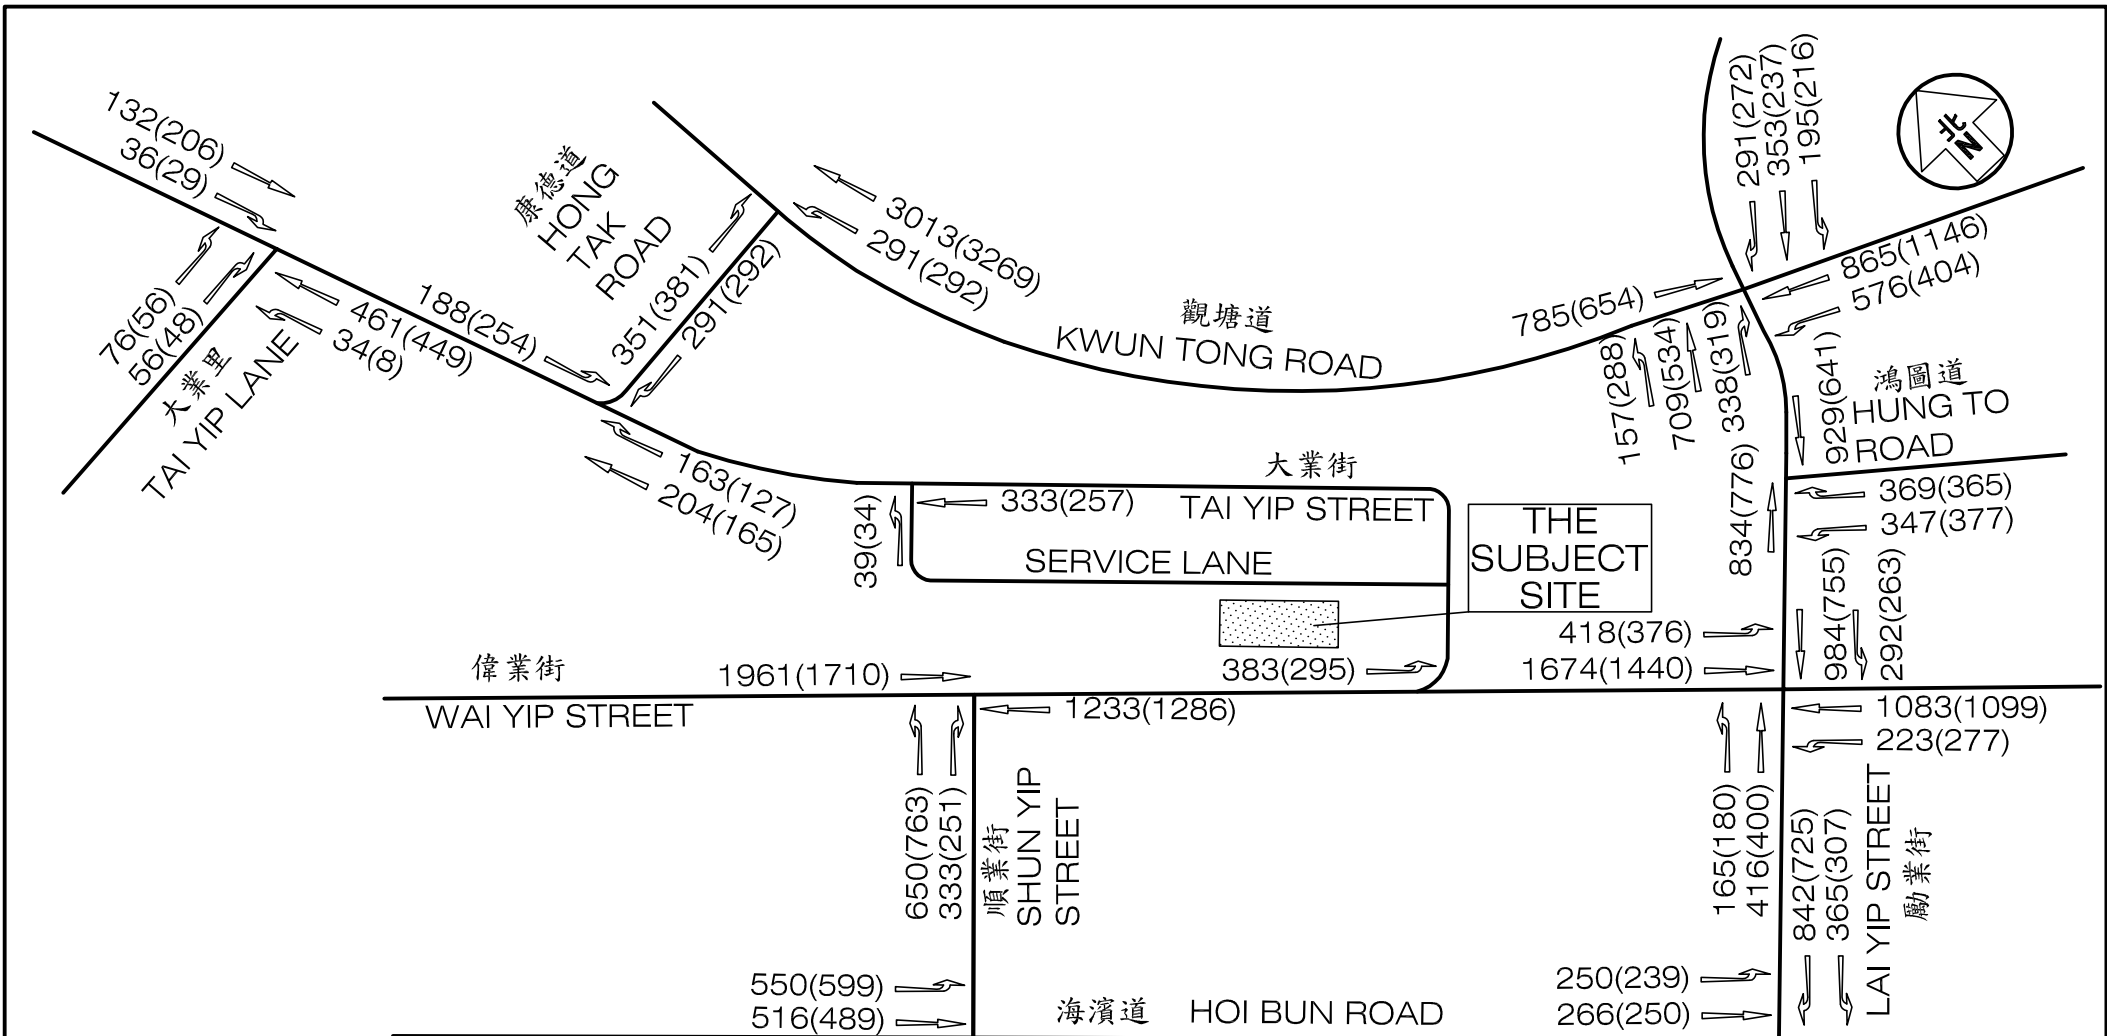 132(206)
36(29)
76(56)
56(48)
大業里
TAI YIP LANE
461(449)
34(8)
188(254)
康德道
HONG
TAK
ROAD
351(381)
291(292)
3013(3269)
291(292)
163(127)
204(165)
觀塘道
KWUN TONG ROAD
785(654)
291(272)
353(237)
195(216)
北
N
865(1146)
576(404)
157(288)
709(534)
338(319)
929(641)
鴻圖道
HUNG TO
ROAD
369(365)
347(377)
834(776)
984(755)
292(263)
大業街
TAI YIP STREET
333(257)
39(34)
SERVICE LANE
THE
SUBJECT
SITE
418(376)
1674(1440)
383(295)
偉業街
WAI YIP STREET
1961(1710)
1233(1286)
1083(1099)
223(277)
650(763)
333(251)
順業街
SHUN YIP
STREET
165(180)
416(400)
842(725)
365(307)
LAI YIP STREET
勵業街
550(599)
516(489)
海濱道 HOI BUN ROAD
250(239)
266(250)